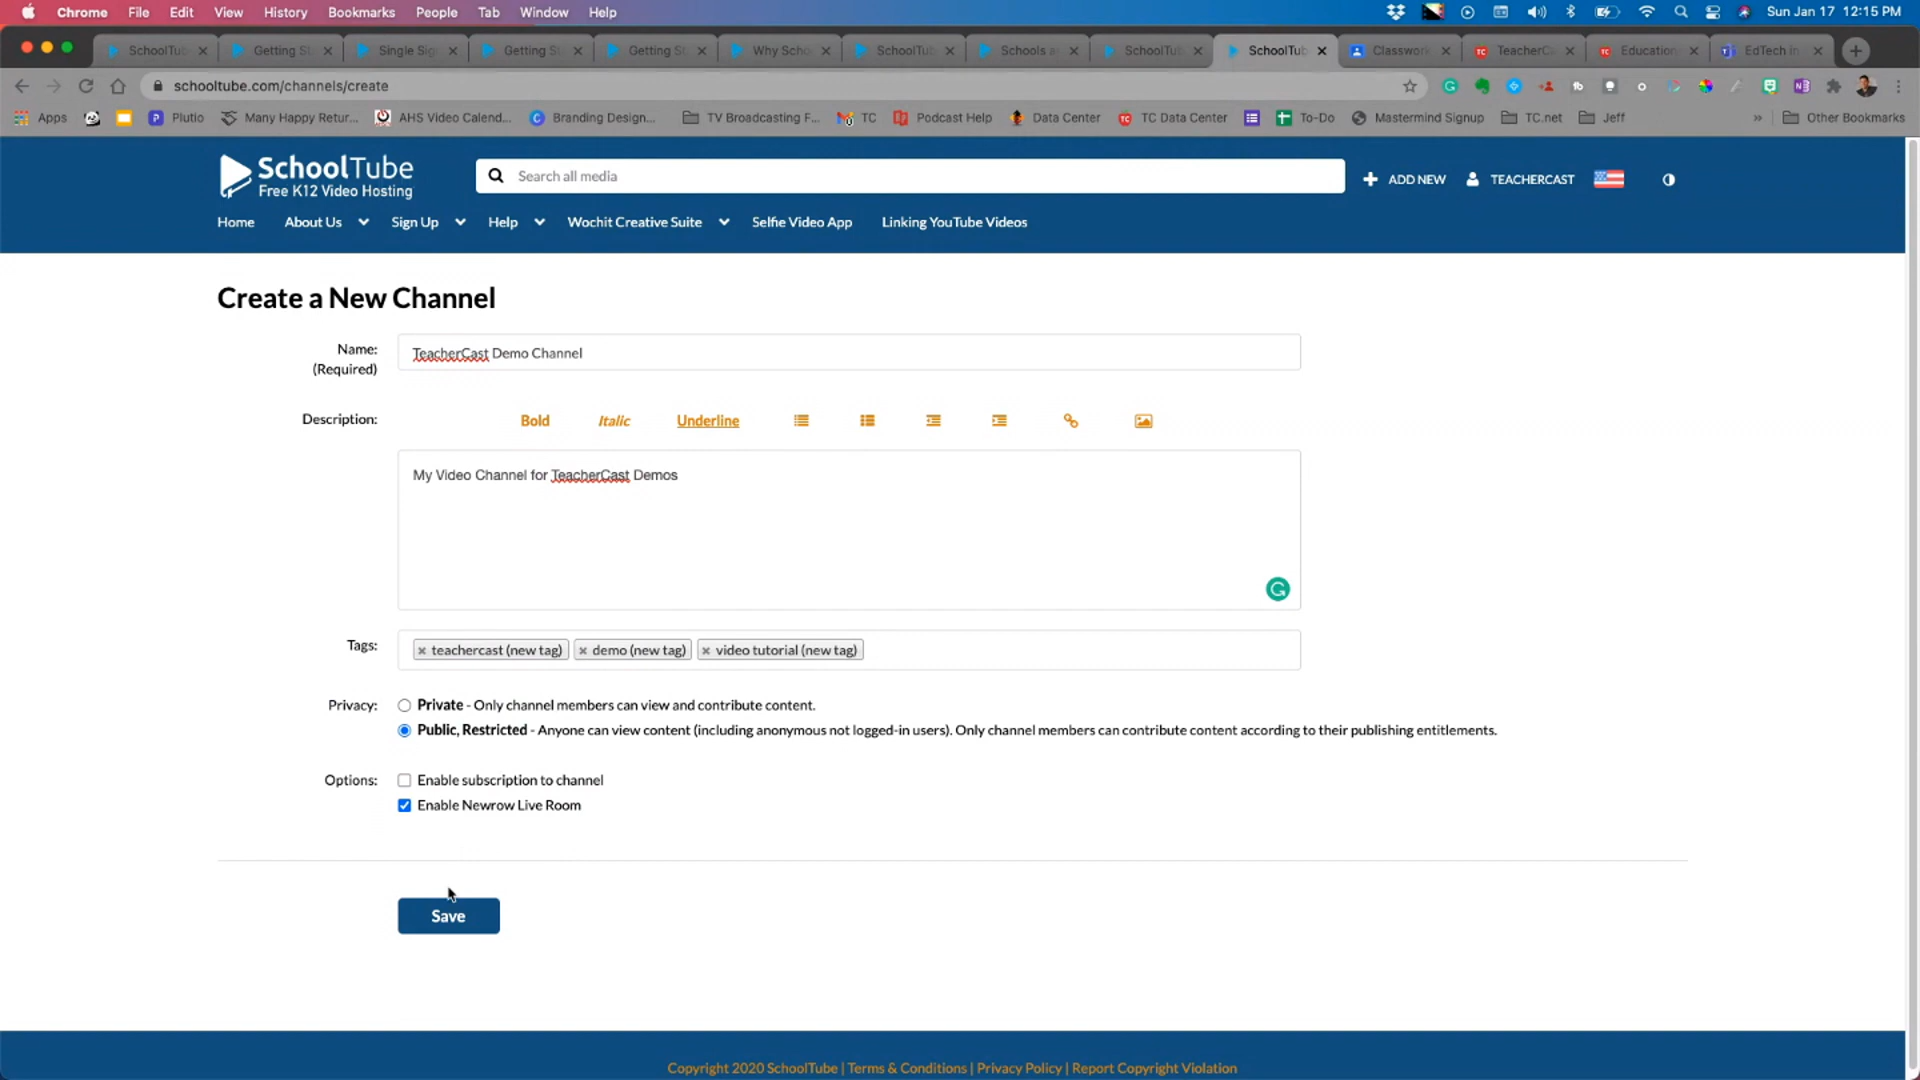 Chrome File Edit View History Bookmarks People Tab Window Help Sun Jan 17 12:15 PM
SchoolTub Getting St Single Sig Getting St Getting St Why Scho SchoolTub Schools a SchoolTub SchoolTub Classwor TeacherC Education EdTech in
schooltube.com/channels/create
Apps Plutio Many Happy Retur... AHS Video Calend... Branding Design... TV Broadcasting F... TC Podcast Help Data Center TC Data Center To-Do Mastermind Signup TC.net Jeff » Other Bookmarks
SchoolTube
Free K12 Video Hosting
Search all media
ADD NEW TEACHERCAST
Home About Us Sign Up Help Wochit Creative Suite Selfie Video App Linking YouTube Videos
Create a New Channel
Name:
(Required)
TeacherCast Demo Channel
Description:
Bold Italic Underline
My Video Channel for TeacherCast Demos
Tags:
× teachercast (new tag) × demo (new tag) × video tutorial (new tag)
Privacy:
Private - Only channel members can view and contribute content.
Public, Restricted - Anyone can view content (including anonymous not logged-in users). Only channel members can contribute content according to their publishing entitlements.
Options:
Enable subscription to channel
Enable Newrow Live Room
Save
Copyright 2020 SchoolTube | Terms & Conditions | Privacy Policy | Report Copyright Violation